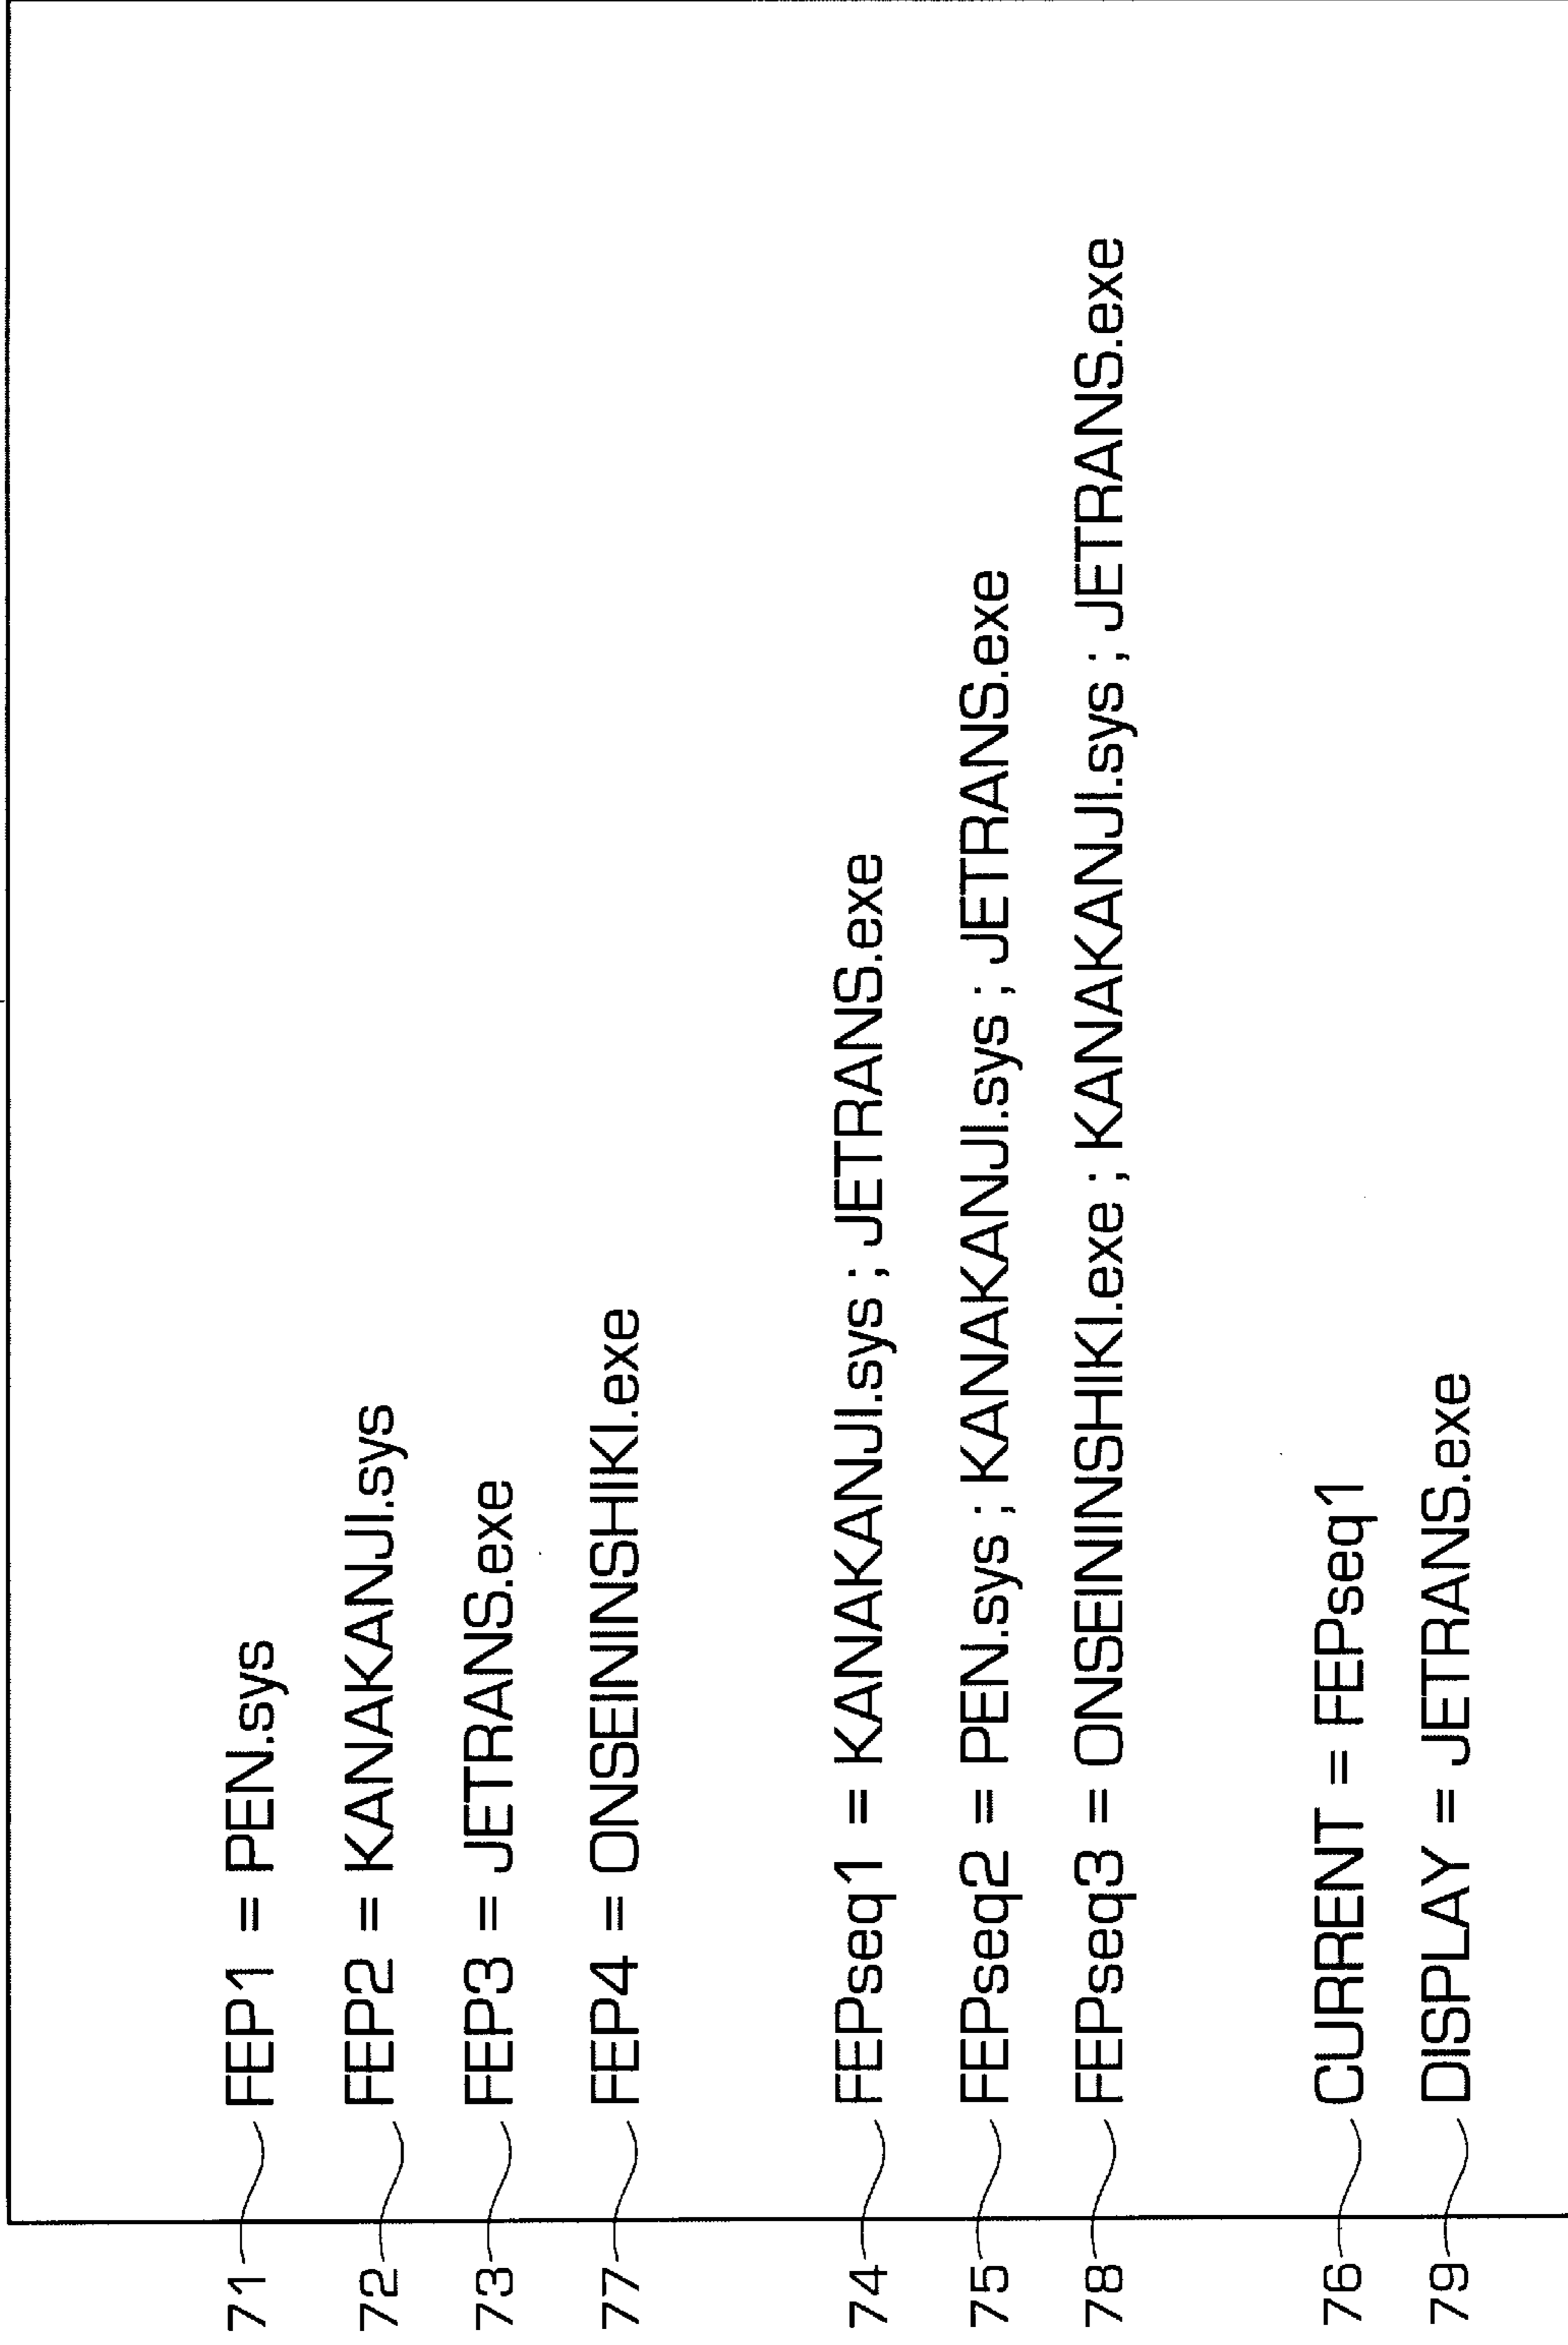 71 FEP1 = PEN.sys
72 FEP2 = KANAKANJI.sys
73 FEP3 = JETRANS.exe
77 FEP4 = ONSEININSHIKI.exe
74 FEPseq1 = KANAKANJI.sys ; JETRANS.exe
75 FEPseq2 = PEN.sys ; KANAKANJI.sys ; JETRANS.exe
78 FEPseq3 = ONSEININSHIKI.exe ; KANAKANJI.sys ; JETRANS.exe
76 CURRENT = FEPseq1
79 DISPLAY = JETRANS.exe